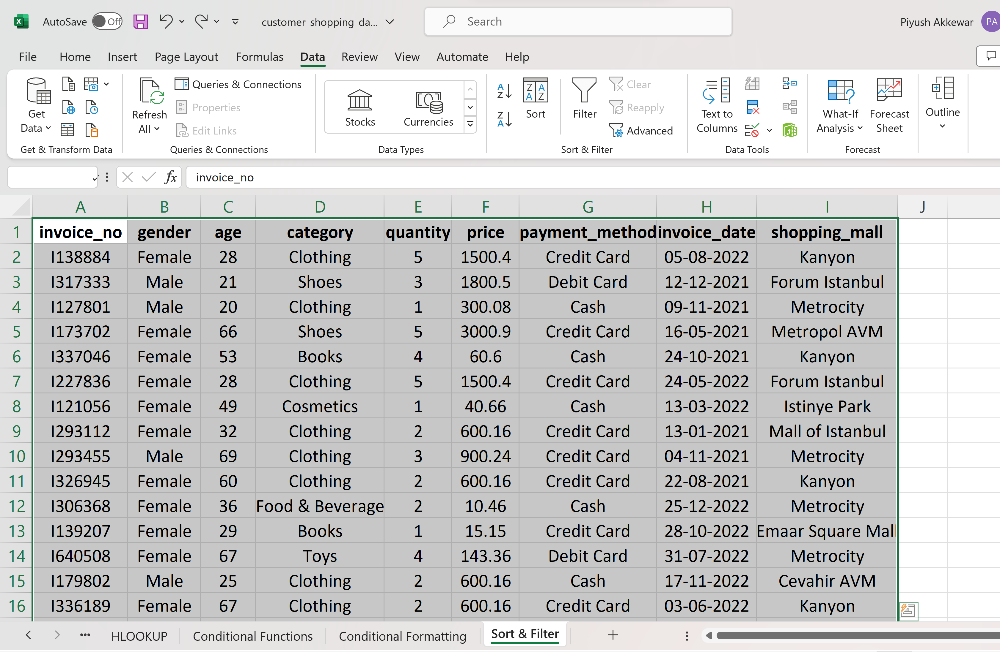 AutoSave Off customer_shopping_da... Search Piyush Akkewar PA
File Home Insert Page Layout Formulas Data Review View Automate Help
Get Data
Refresh All
Queries & Connections
Properties
Edit Links
Stocks Currencies
Sort
Filter
Clear
Reapply
Advanced
Text to Columns
What-If Analysis
Forecast Sheet
Outline
Get & Transform Data Queries & Connections Data Types Sort & Filter Data Tools Forecast
fx invoice_no
A B C D E F G H I J
1 invoice_no gender age category quantity price payment_method invoice_date shopping_mall
2 I138884 Female 28 Clothing 5 1500.4 Credit Card 05-08-2022 Kanyon
3 I317333 Male 21 Shoes 3 1800.5 Debit Card 12-12-2021 Forum Istanbul
4 I127801 Male 20 Clothing 1 300.08 Cash 09-11-2021 Metrocity
5 I173702 Female 66 Shoes 5 3000.9 Credit Card 16-05-2021 Metropol AVM
6 I337046 Female 53 Books 4 60.6 Cash 24-10-2021 Kanyon
7 I227836 Female 28 Clothing 5 1500.4 Credit Card 24-05-2022 Forum Istanbul
8 I121056 Female 49 Cosmetics 1 40.66 Cash 13-03-2022 Istinye Park
9 I293112 Female 32 Clothing 2 600.16 Credit Card 13-01-2021 Mall of Istanbul
10 I293455 Male 69 Clothing 3 900.24 Credit Card 04-11-2021 Metrocity
11 I326945 Female 60 Clothing 2 600.16 Credit Card 22-08-2021 Kanyon
12 I306368 Female 36 Food & Beverage 2 10.46 Cash 25-12-2022 Metrocity
13 I139207 Female 29 Books 1 15.15 Credit Card 28-10-2022 Emaar Square Mall
14 I640508 Female 67 Toys 4 143.36 Debit Card 31-07-2022 Metrocity
15 I179802 Male 25 Clothing 2 600.16 Cash 17-11-2022 Cevahir AVM
16 I336189 Female 67 Clothing 2 600.16 Credit Card 03-06-2022 Kanyon
HLOOKUP Conditional Functions Conditional Formatting Sort & Filter